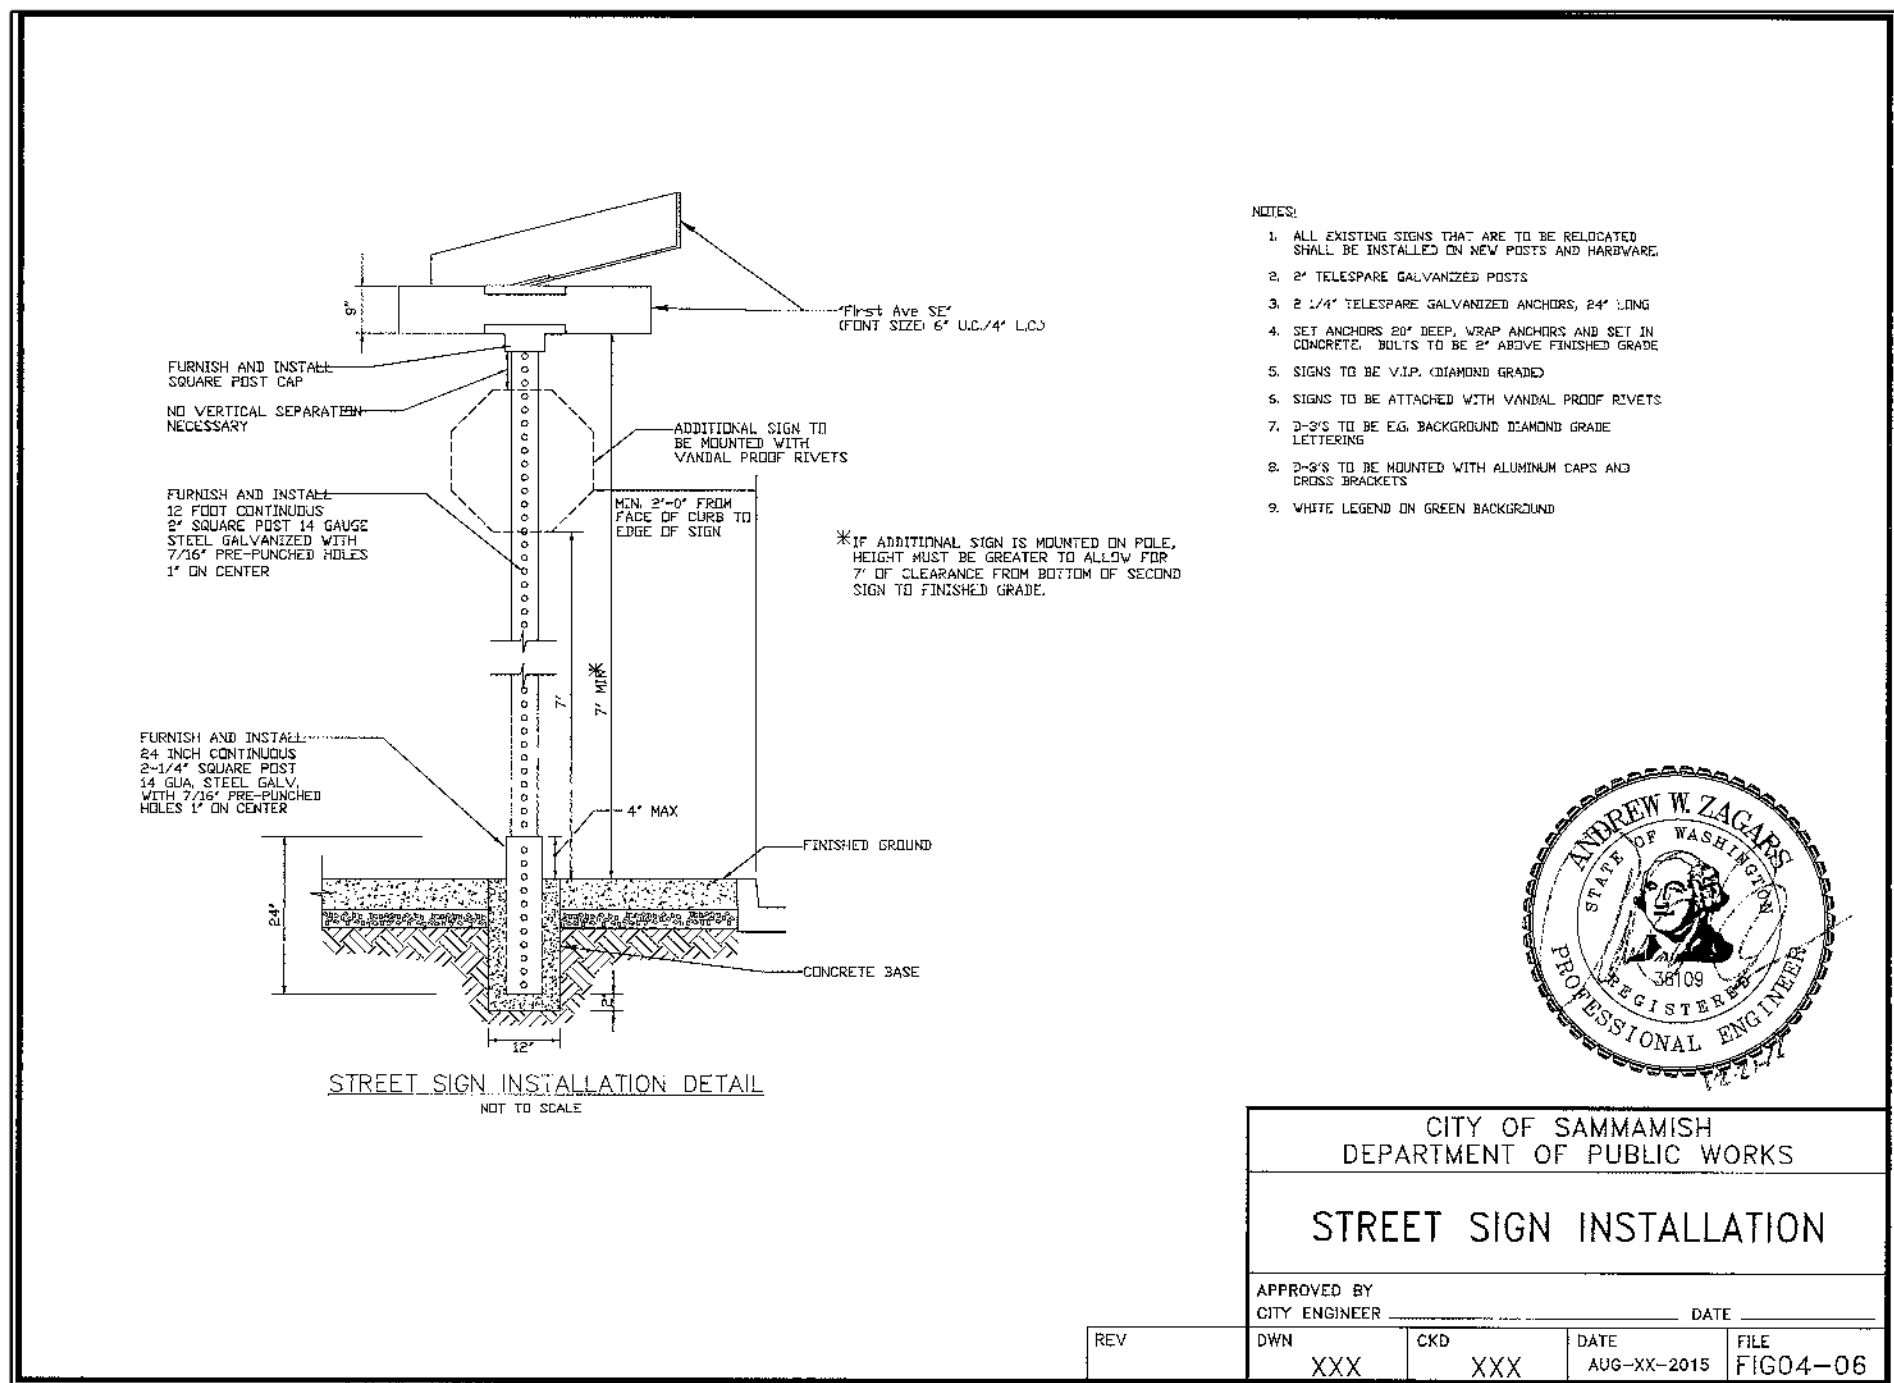 9"
"First Ave SE"
(FONT SIZE: 6" U.C./4" L.C.)
FURNISH AND INSTALL
SQUARE POST CAP
NO VERTICAL SEPARATION
NECESSARY
ADDITIONAL SIGN TO
BE MOUNTED WITH
VANDAL PROOF RIVETS
FURNISH AND INSTALL
12 FOOT CONTINUOUS
2" SQUARE POST 14 GAUGE
STEEL GALVANIZED WITH
7/16" PRE-PUNCHED HOLES
1" ON CENTER
MIN. 2'-0" FROM
FACE OF CURB TO
EDGE OF SIGN
*IF ADDITIONAL SIGN IS MOUNTED ON POLE,
HEIGHT MUST BE GREATER TO ALLOW FOR
7' OF CLEARANCE FROM BOTTOM OF SECOND
SIGN TO FINISHED GRADE.
7'
7' MIN
*
FURNISH AND INSTALL
24 INCH CONTINUOUS
2-1/4" SQUARE POST
14 GUA, STEEL GALV,
WITH 7/16" PRE-PUNCHED
HOLES 1" ON CENTER
4" MAX
FINISHED GROUND
24"
CONCRETE BASE
2"
12"
STREET SIGN INSTALLATION DETAIL
NOT TO SCALE
NOTES:
1. ALL EXISTING SIGNS THAT ARE TO BE RELOCATED
SHALL BE INSTALLED ON NEW POSTS AND HARDWARE.
2. 2" TELESPARE GALVANIZED POSTS
3. 2 1/4" TELESPARE GALVANIZED ANCHORS, 24" LONG
4. SET ANCHORS 20" DEEP, WRAP ANCHORS AND SET IN
CONCRETE. BOLTS TO BE 2" ABOVE FINISHED GRADE
5. SIGNS TO BE V.I.P. (DIAMOND GRADE)
6. SIGNS TO BE ATTACHED WITH VANDAL PROOF RIVETS
7. D-3'S TO BE E.G. BACKGROUND DIAMOND GRADE
LETTERING
8. D-3'S TO BE MOUNTED WITH ALUMINUM CAPS AND
CROSS BRACKETS
9. WHITE LEGEND ON GREEN BACKGROUND
ANDREW W. ZAGARS
STATE OF WASHINGTON
38109
REGISTERED
PROFESSIONAL ENGINEER
CITY OF SAMMAMISH
DEPARTMENT OF PUBLIC WORKS
STREET SIGN INSTALLATION
APPROVED BY
CITY ENGINEER DATE
REV DWN CKD DATE FILE
XXX XXX AUG-XX-2015 FIG04-06